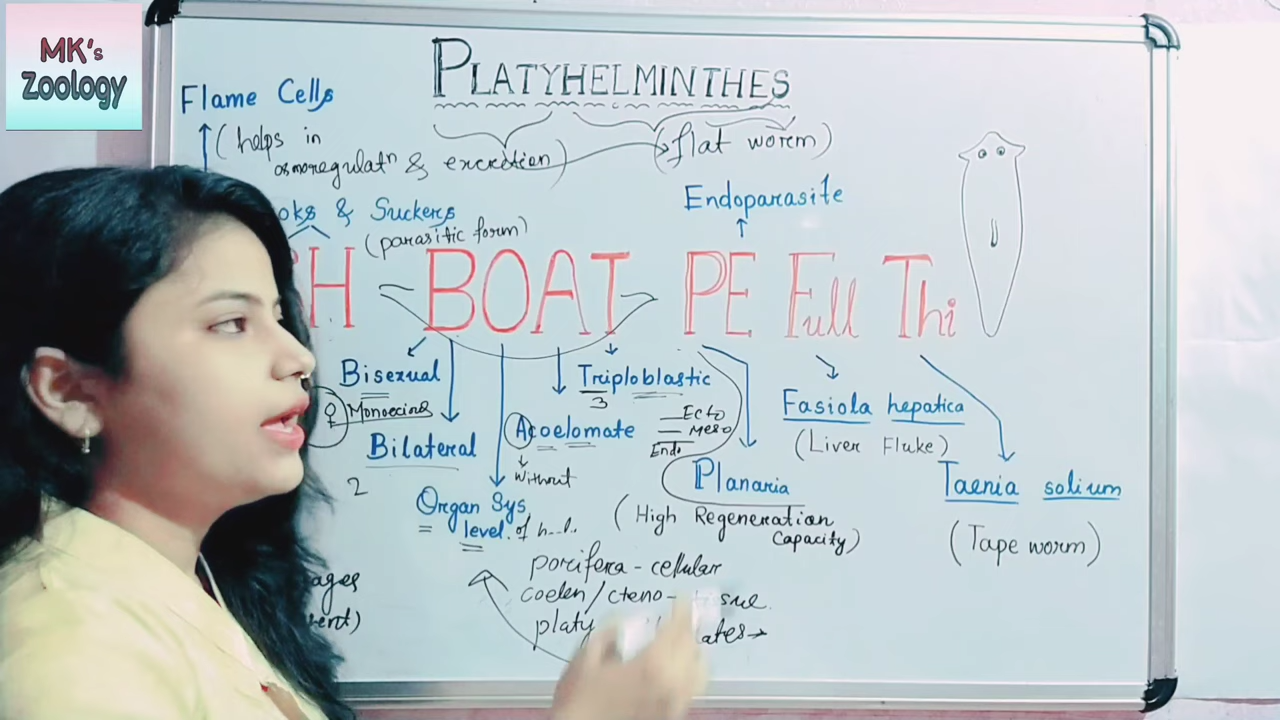 MK's
Zoology
PLATYHELMINTHES
Flame Cells
(helps in
osmoregulatn & excretion)
(flat worm)
Endoparasite
oks & Suckers
(parasitic form)
H BOAT PE Full Thi
Bisexual
♀ Monoecious
Bilateral
2
Triploblastic
3
Ecto
Meso
Endo
Acoelomate
Without
Organ Sys
level of
Fasiola hepatica
(Liver Fluke)
Planaria
(High Regeneration
Capacity)
Taenia solium
(Tape worm)
porifera - cellular
coelen/cteno-
platy
ages